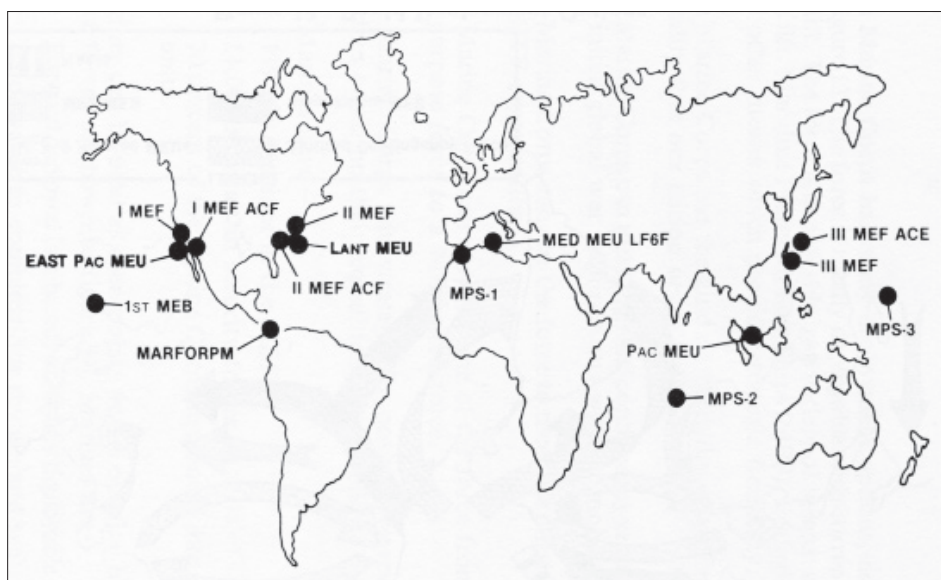 I MEF
I MEF ACF
II MEF
EAST PAC MEU
LANT MEU
MED MEU LF6F
III MEF ACE
1ST MEB
II MEF ACF
MPS-1
III MEF
MARFORPM
PAC MEU
MPS-3
MPS-2